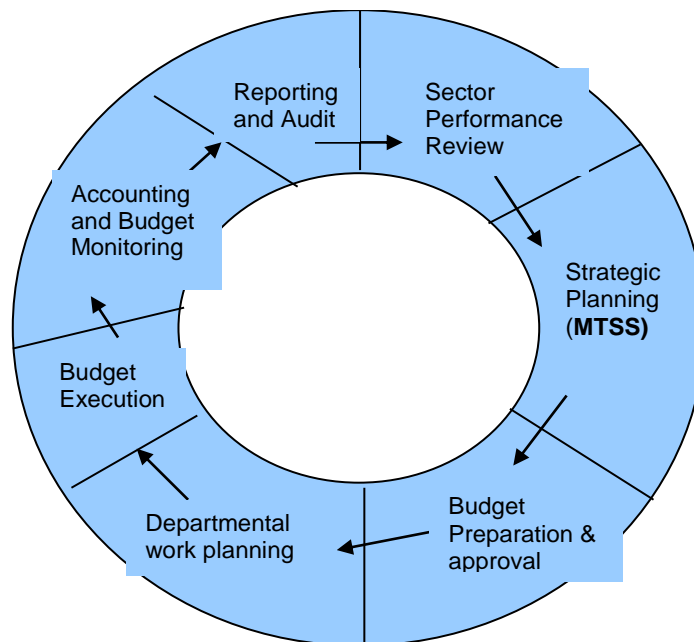 Reporting
and Audit
Sector
Performance
Review
Strategic
Planning
(MTSS)
Budget
Preparation &
approval
Departmental
work planning
Budget
Execution
Accounting
and Budget
Monitoring